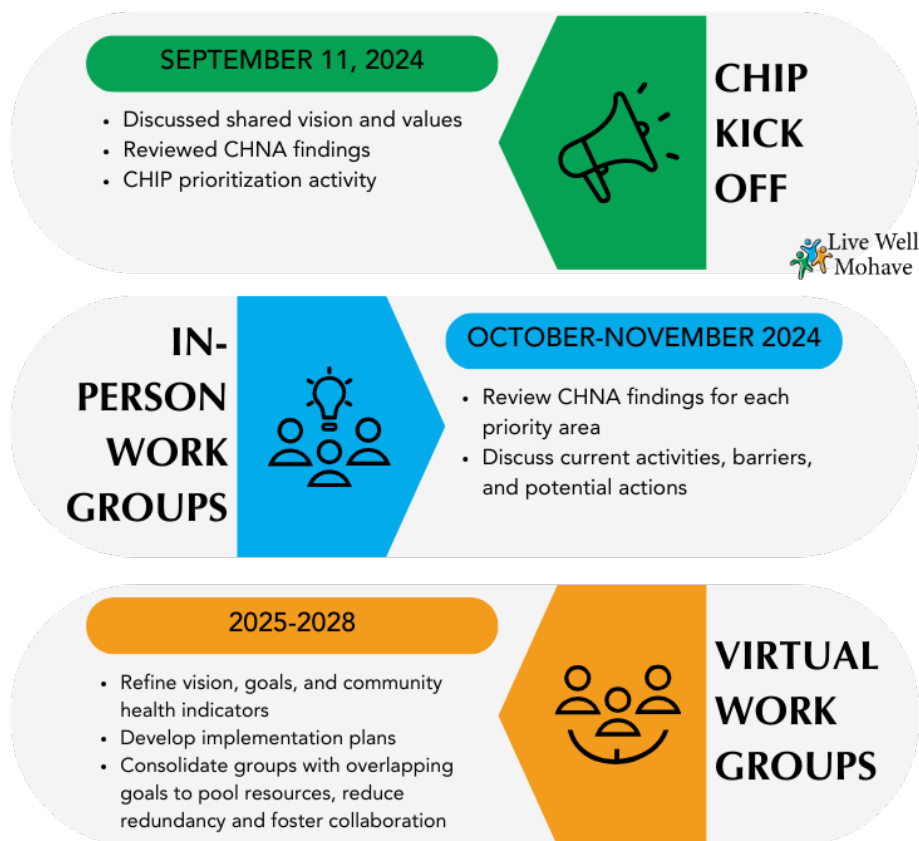 SEPTEMBER 11, 2024
• Discussed shared vision and values
• Reviewed CHNA findings
• CHIP prioritization activity
CHIP
KICK
OFF
Live Well
Mohave
IN-
PERSON
WORK
GROUPS
OCTOBER-NOVEMBER 2024
• Review CHNA findings for each
priority area
• Discuss current activities, barriers,
and potential actions
2025-2028
• Refine vision, goals, and community
health indicators
• Develop implementation plans
• Consolidate groups with overlapping
goals to pool resources, reduce
redundancy and foster collaboration
VIRTUAL
WORK
GROUPS